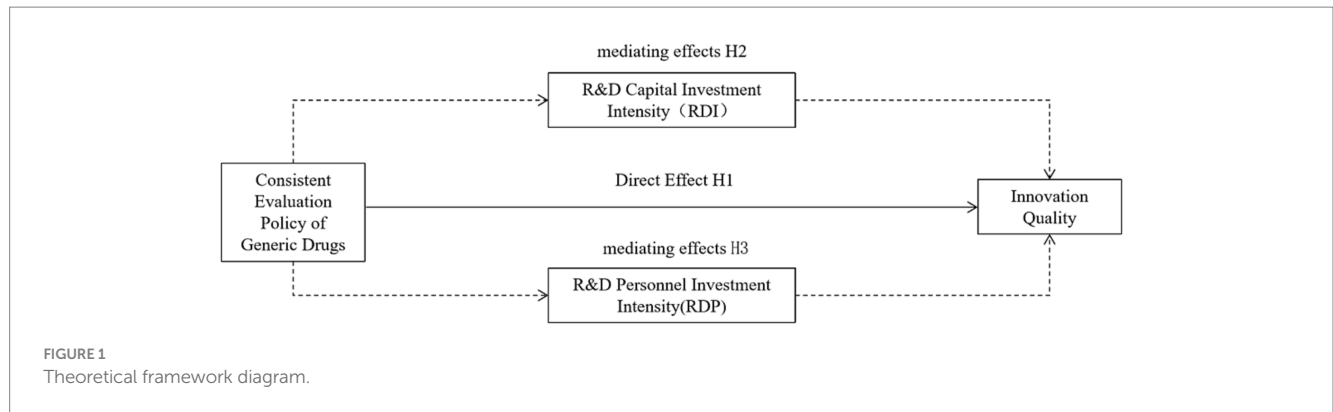 mediating effects H2
R&D Capital Investment
Intensity（RDI）
Consistent
Evaluation
Policy of
Generic Drugs
Direct Effect H1
Innovation
Quality
mediating effects H3
R&D Personnel Investment
Intensity(RDP)
FIGURE 1
Theoretical framework diagram.